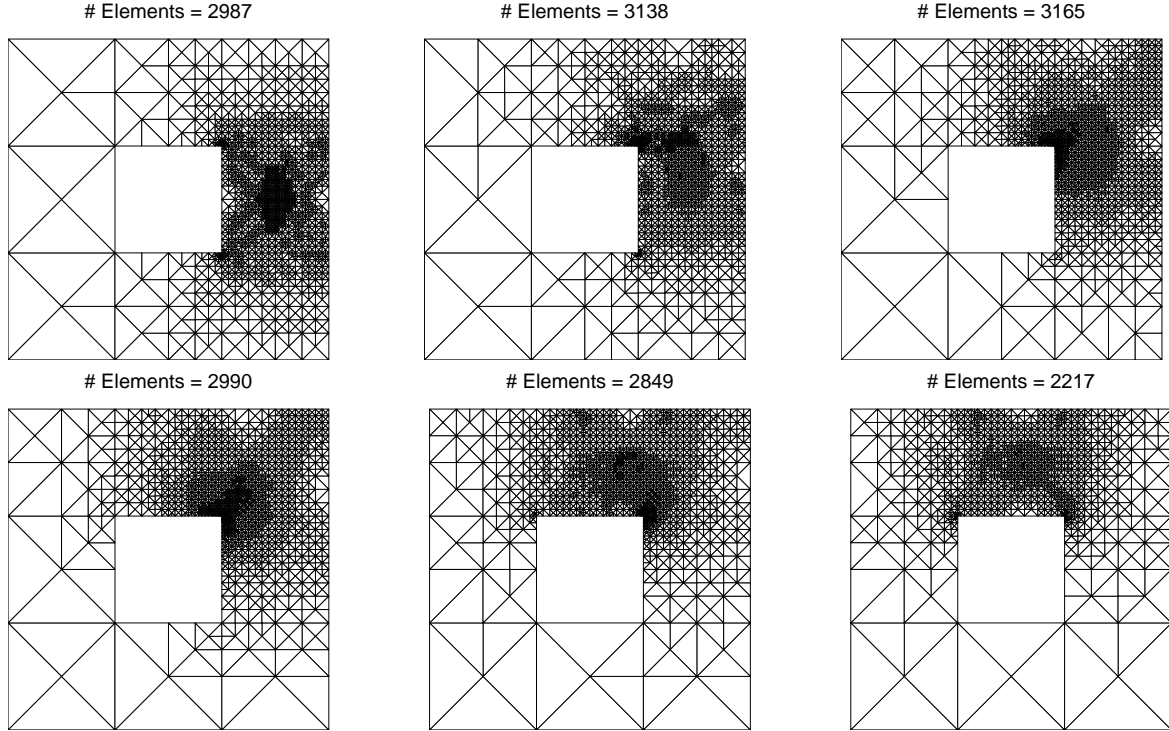 # Elements = 2987
# Elements = 3138
# Elements = 3165
# Elements = 2990
# Elements = 2849
# Elements = 2217